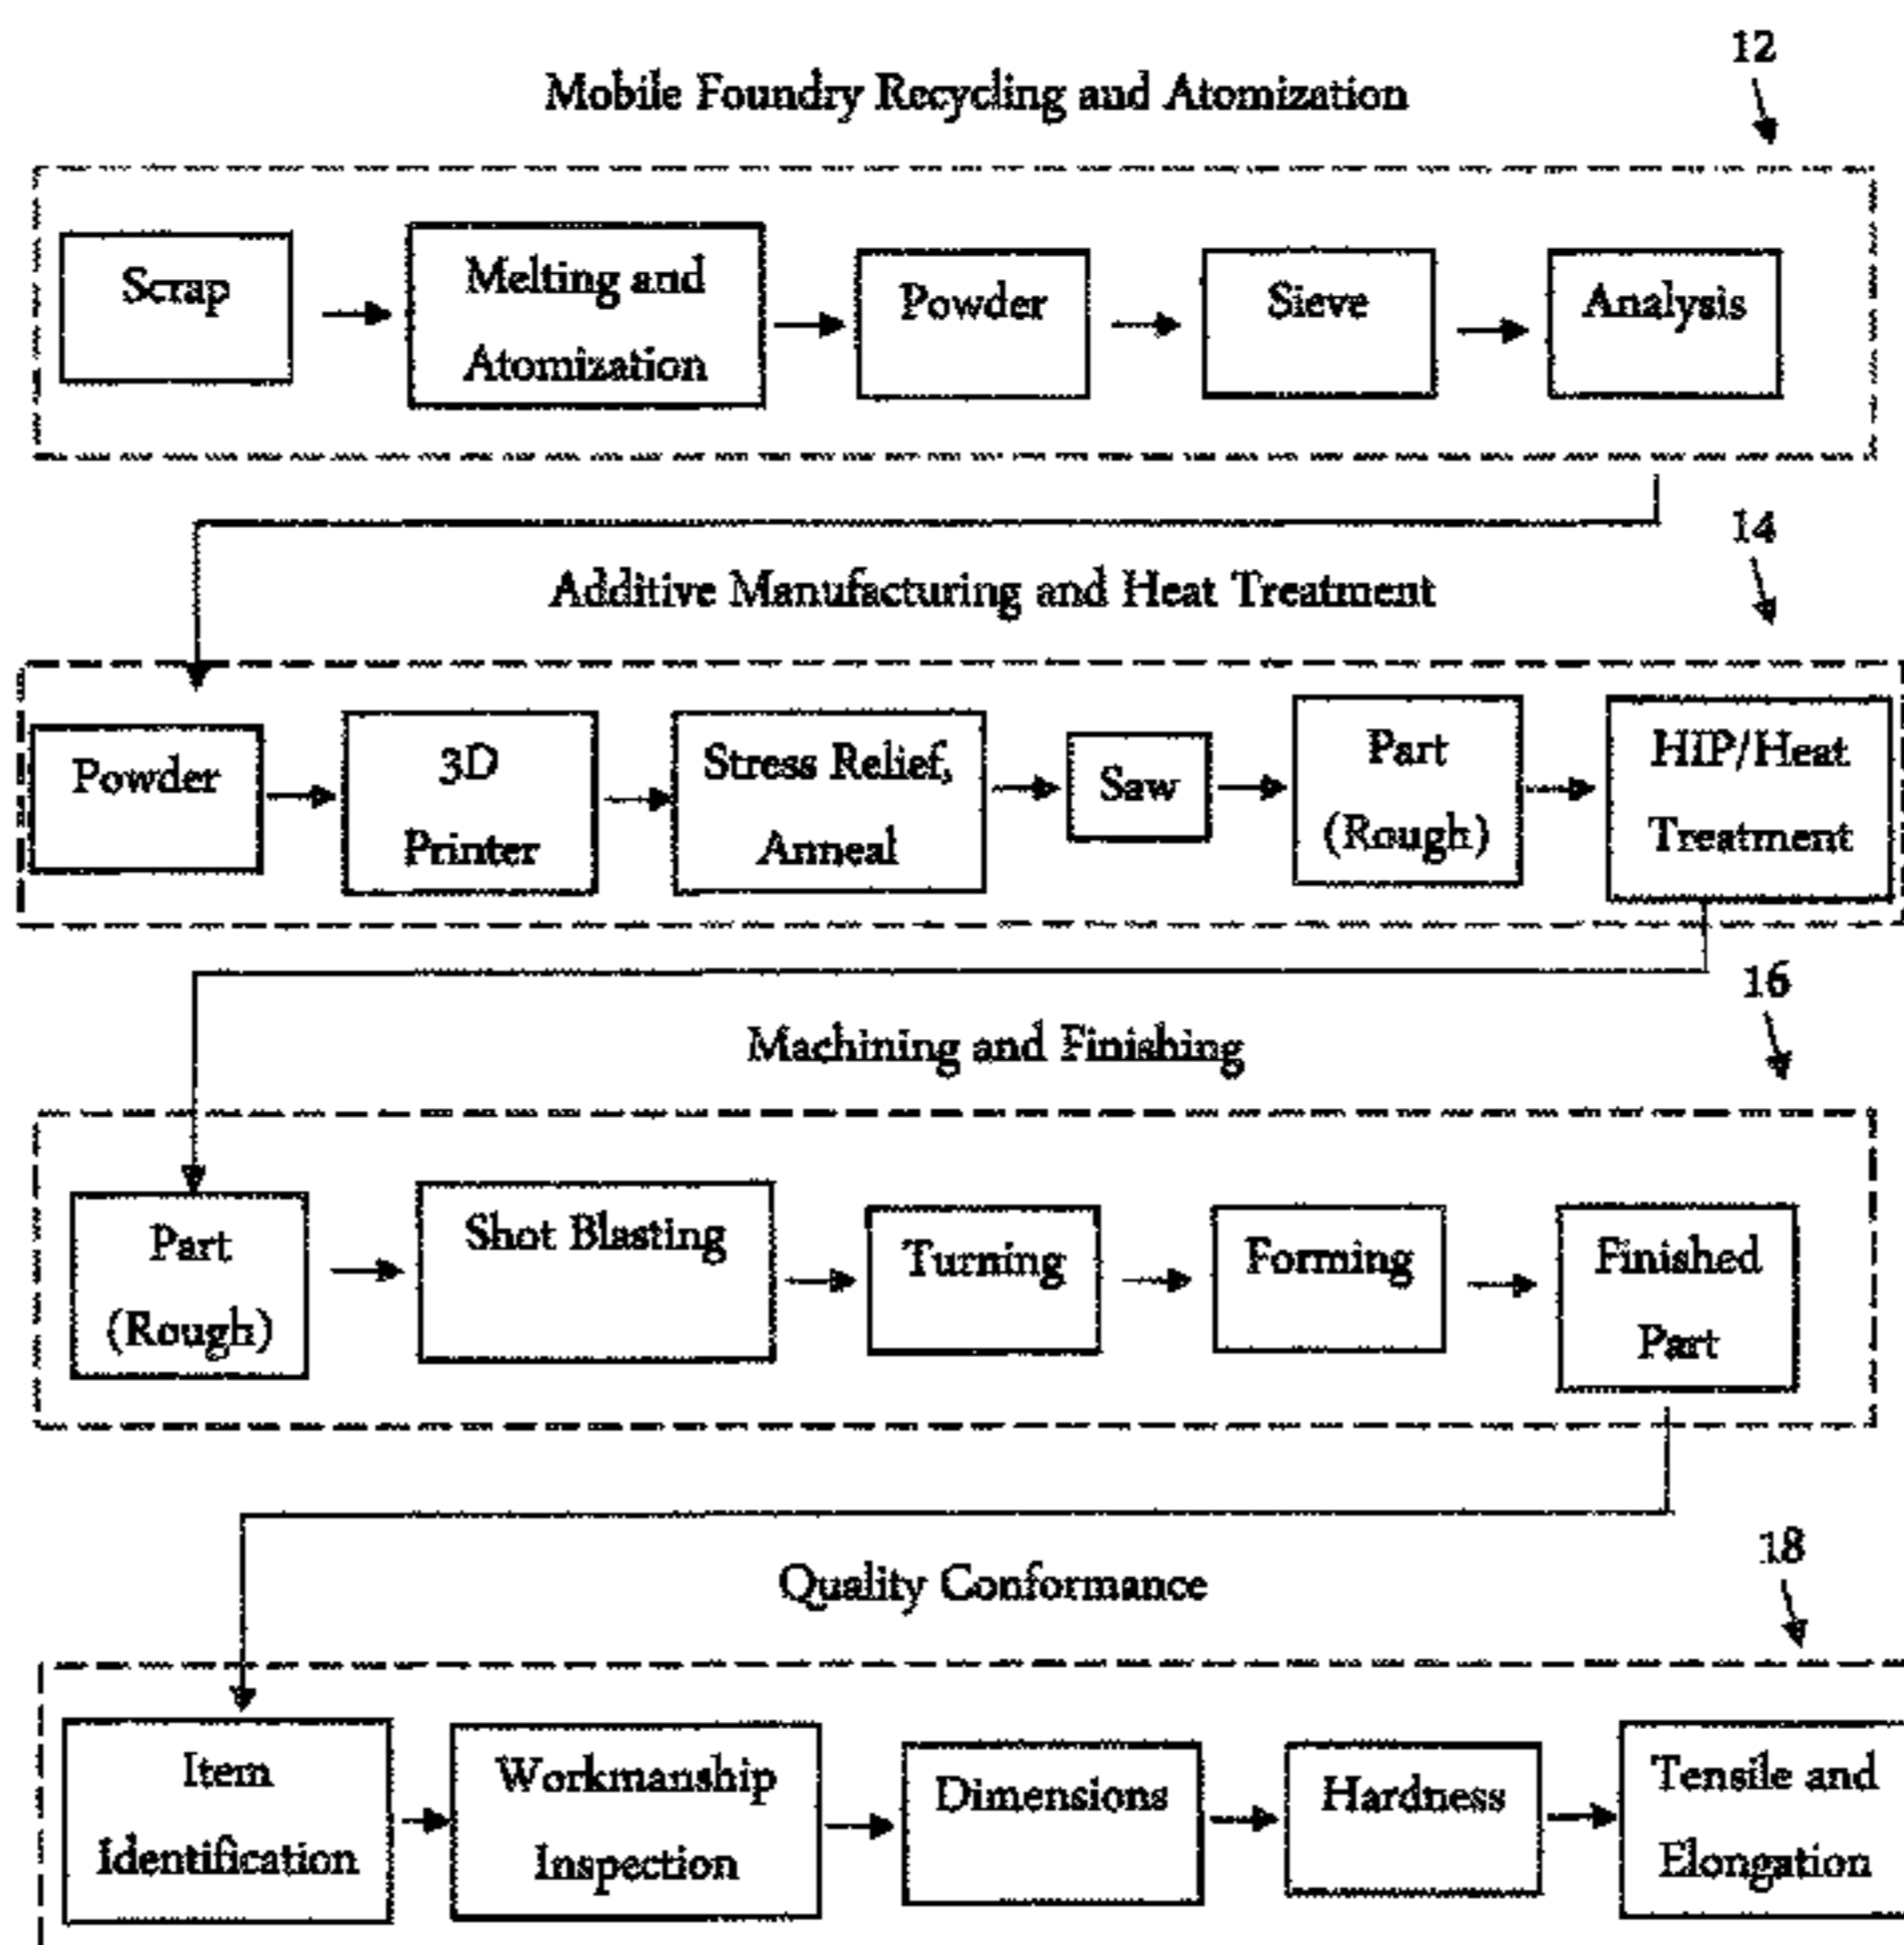 12
Mobile Foundry Recycling and Atomization
Scrap
Melting and
Atomization
Powder
Sieve
Analysis
14
Additive Manufacturing and Heat Treatment
Powder
3D
Printer
Stress Relief,
Anneal
Saw
Part
(Rough)
HIP/Heat
Treatment
16
Machining and Finishing
Part
(Rough)
Shot Blasting
Turning
Forming
Finished
Part
18
Quality Conformance
Item
Identification
Workmanship
Inspection
Dimensions
Hardness
Tensile and
Elongation